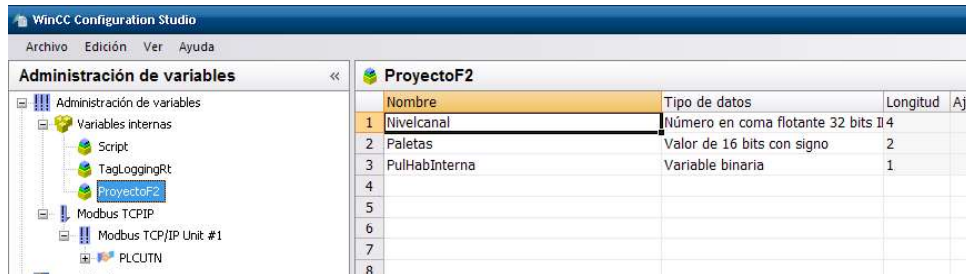 WinCC Configuration Studio
Archivo Edición Ver Ayuda
Administración de variables «
ProyectoF2
Administración de variables
Variables internas
Script
TagLoggingRt
ProyectoF2
Modbus TCPIP
Modbus TCP/IP Unit #1
PLCUTN
Nombre Tipo de datos Longitud Aj
1 Nivelcanal Número en coma flotante 32 bits 4
2 Paletas Valor de 16 bits con signo 2
3 PulHabInterna Variable binaria 1
4
5
6
7
8